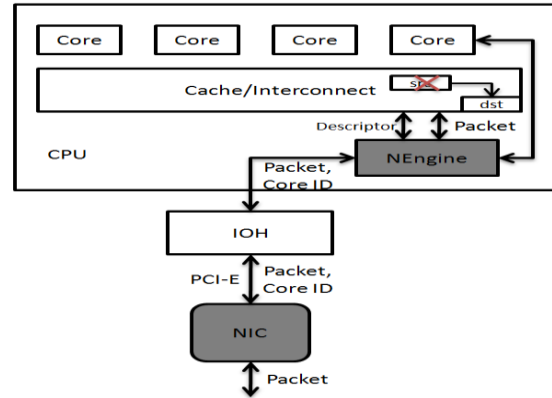 Core Core Core Core
Cache/Interconnect
src
dst
Descriptor Packet
CPU
NEngine
Packet,
Core ID
IOH
PCI-E
Packet,
Core ID
NIC
Packet